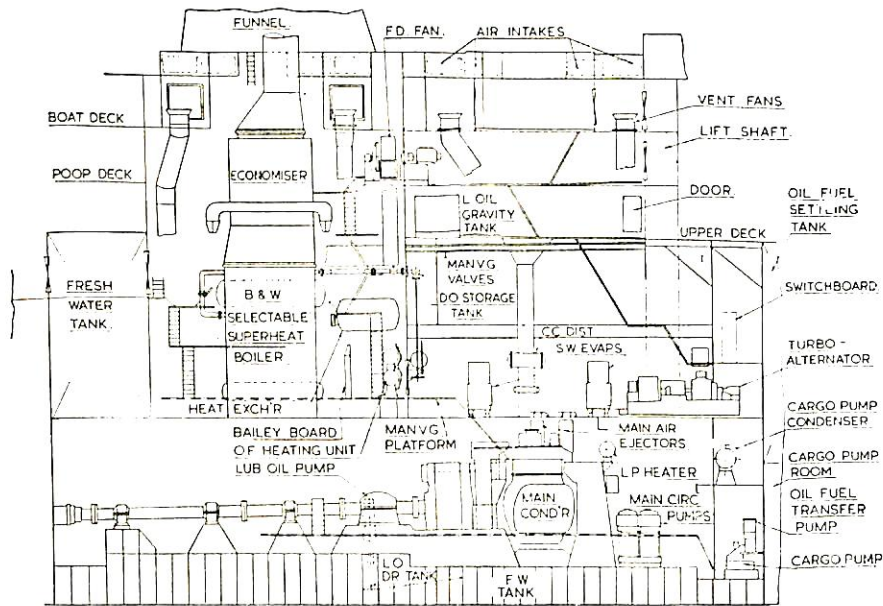 FUNNEL
F.D. FAN.
AIR INTAKES
BOAT DECK
VENT. FANS
LIFT SHAFT.
POOP DECK
ECONOMISER
DOOR.
OIL FUEL
SETTLING
TANK
L OIL
GRAVITY
TANK
UPPER DECK
FRESH
WATER
TANK.
B & W
SELECTABLE
SUPERHEAT
BOILER
MANVG
VALVES
DO STORAGE
TANK
SWITCHBOARD
CC DIST
S.W. EVAPS.
TURBO-
ALTERNATOR
HEAT EXCH'R
BAILEY BOARD
OF HEATING UNIT
LUB OIL PUMP
MANVG
PLATFORM
MAIN AIR
EJECTORS
CARGO PUMP
CONDENSER
LP HEATER
CARGO PUMP
ROOM
MAIN
COND'R
MAIN CIRC
PUMPS
OIL FUEL
TRANSFER
PUMP
L O
DR TANK
F W
TANK
CARGO PUMP